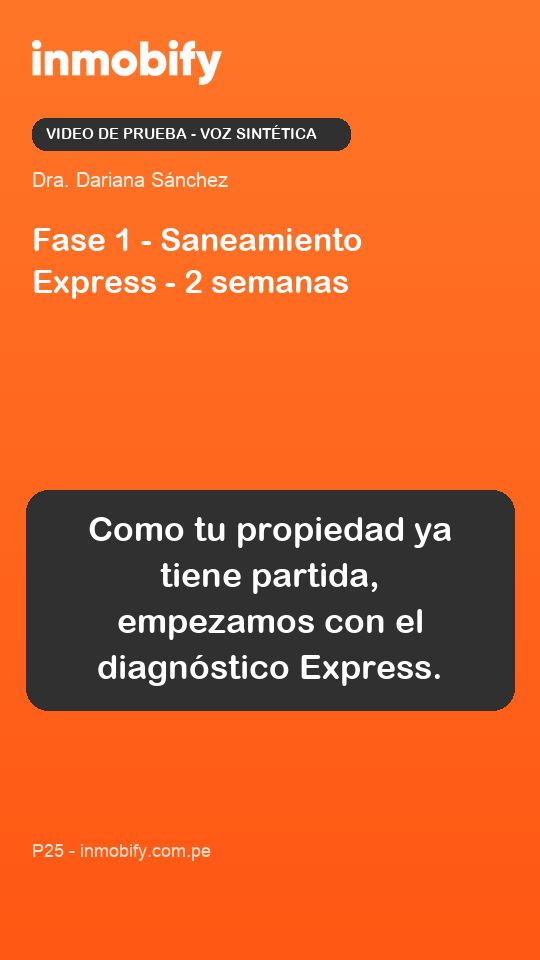 inmobify
VIDEO DE PRUEBA - VOZ SINTÉTICA
Dra. Dariana Sánchez
Fase 1 - Saneamiento
Express - 2 semanas
Como tu propiedad ya
tiene partida,
empezamos con el
diagnóstico Express.
P25 - inmobify.com.pe